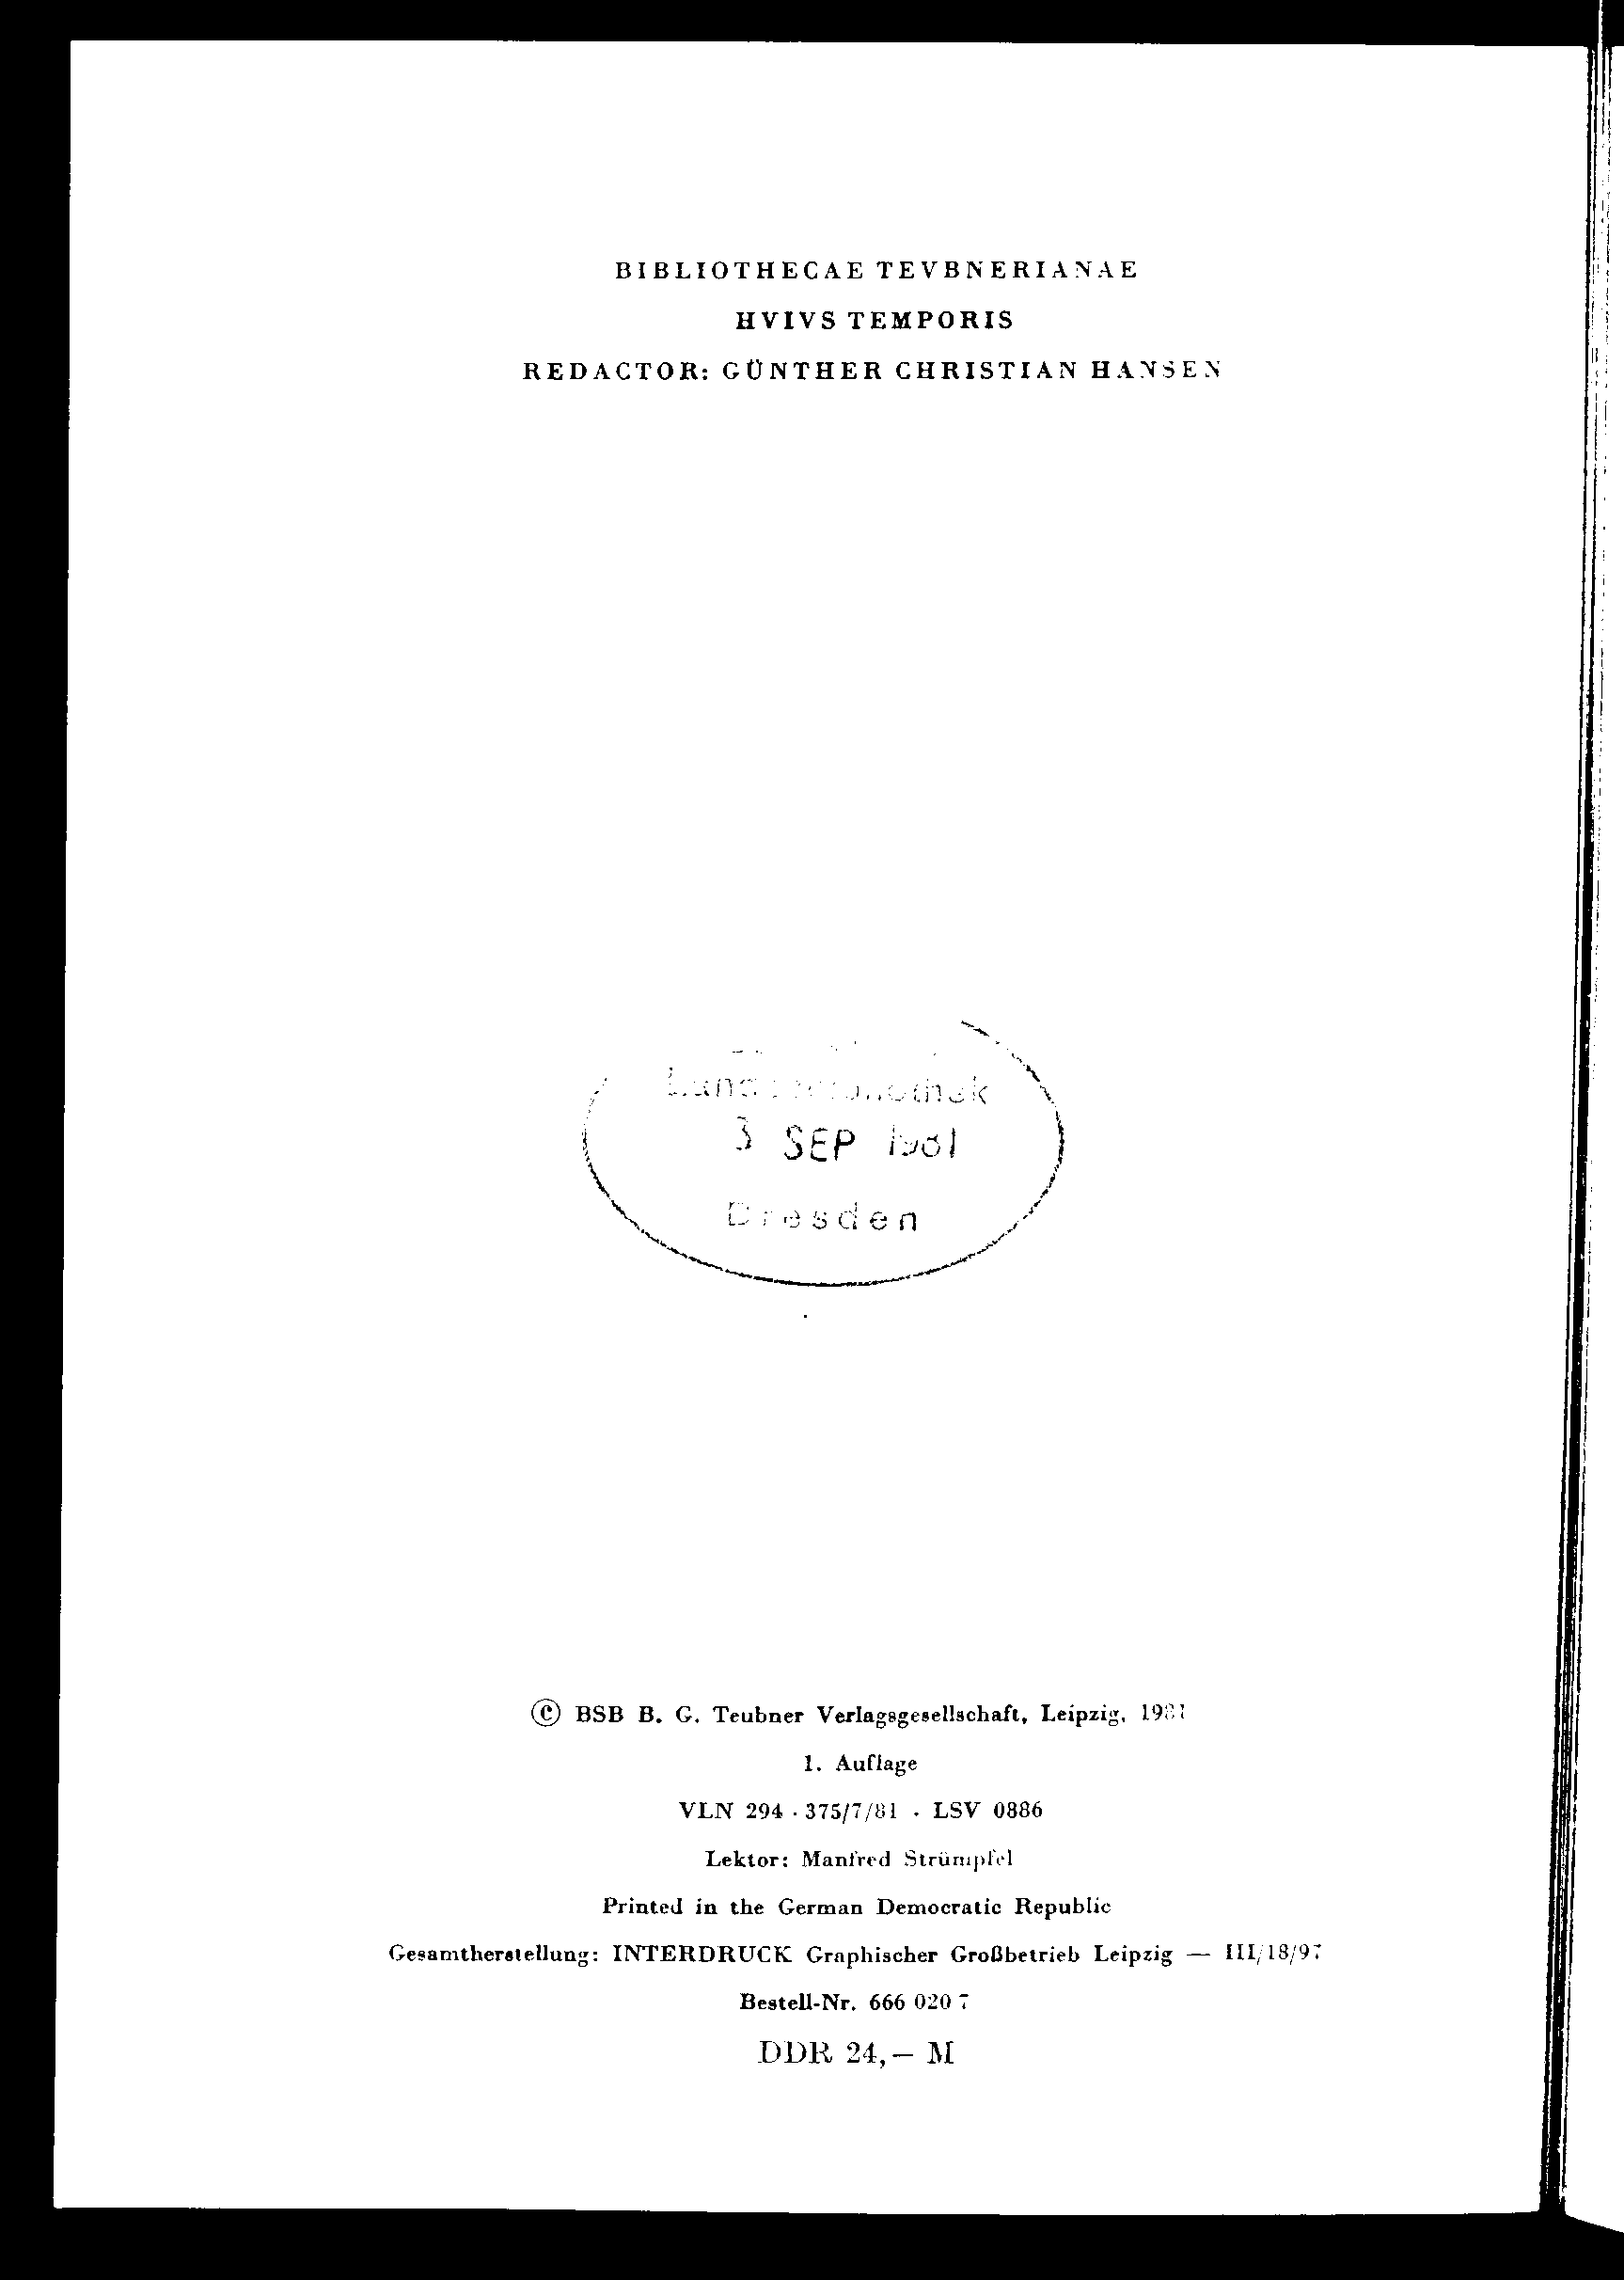 BIBLIOTHECAE TEVBNERIANAE
HVIVS TEMPORIS
REDACTOR: GÜNTHER CHRISTIAN HANSEN
Landesbibliothek
3 SEP 1981
Dresden
© BSB B. G. Teubner Verlagsgesellschaft, Leipzig, 1981
1. Auflage
VLN 294 · 375/7/81 · LSV 0886
Lektor: Manfred Strümpfel
Printed in the German Democratic Republic
Gesamtherstellung: INTERDRUCK Graphischer Großbetrieb Leipzig — III/18/97
Bestell-Nr. 666 020 7
DDR 24,– M